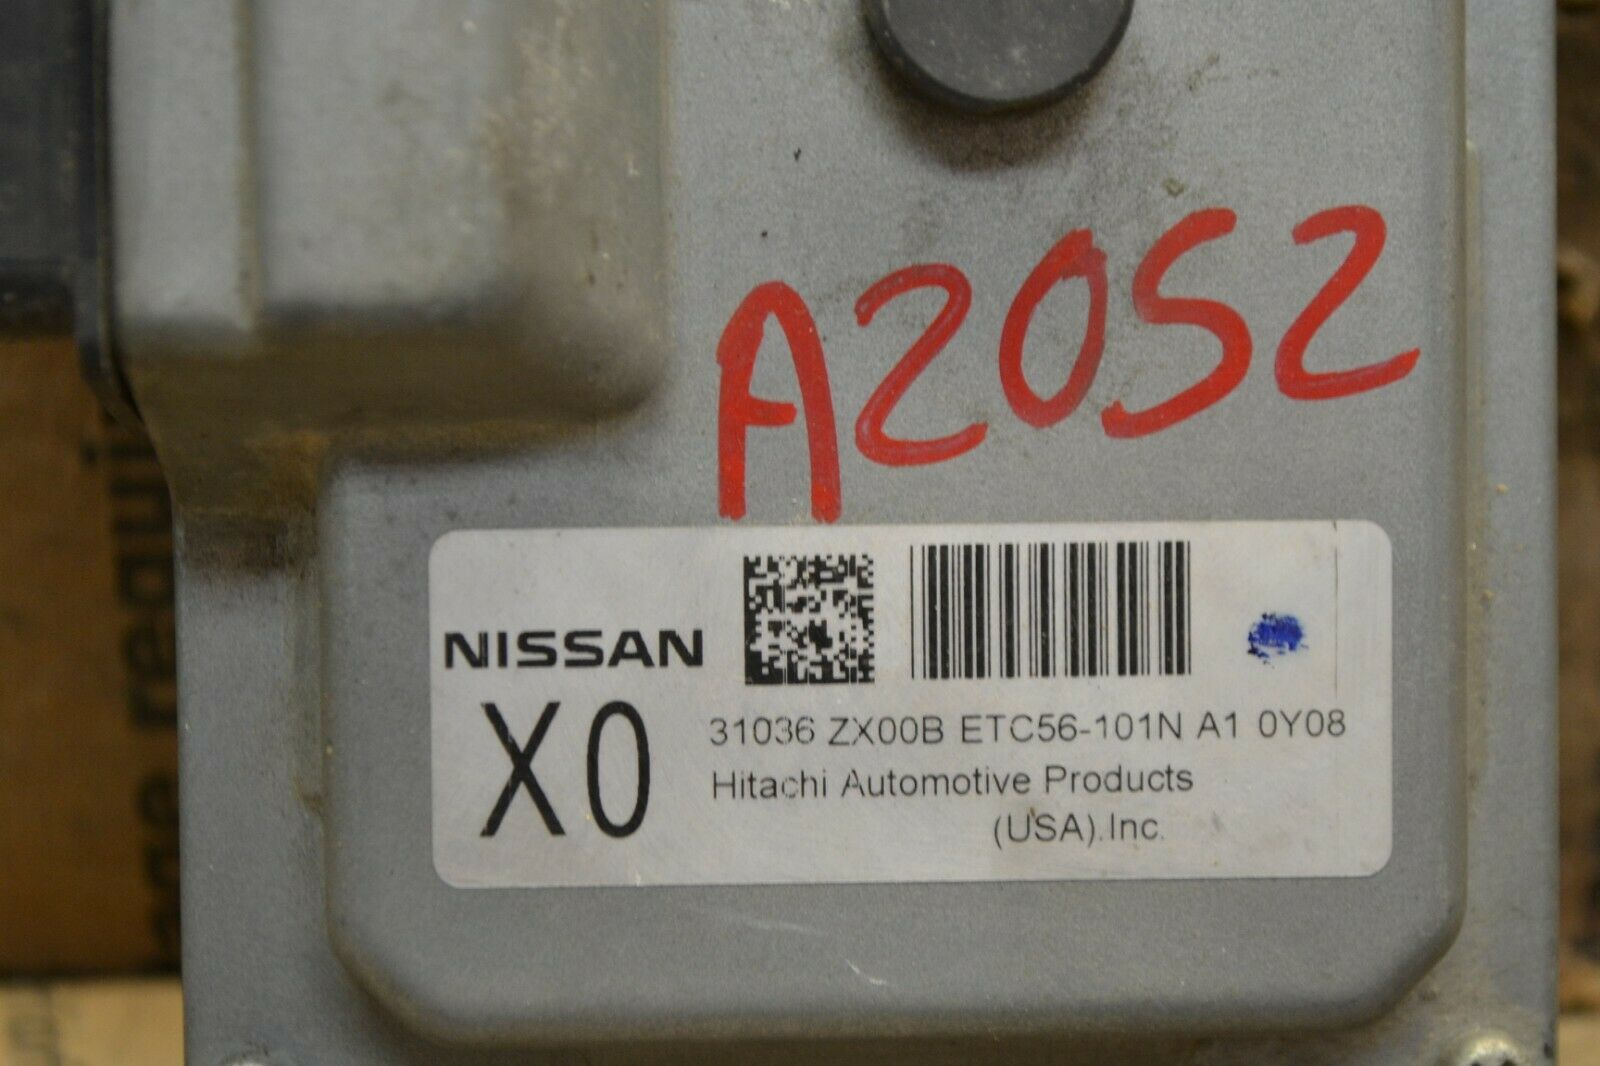 A2052
NISSAN
X0
31036 ZX00B ETC56-101N A1 0Y08
Hitachi Automotive Products
(USA).Inc.